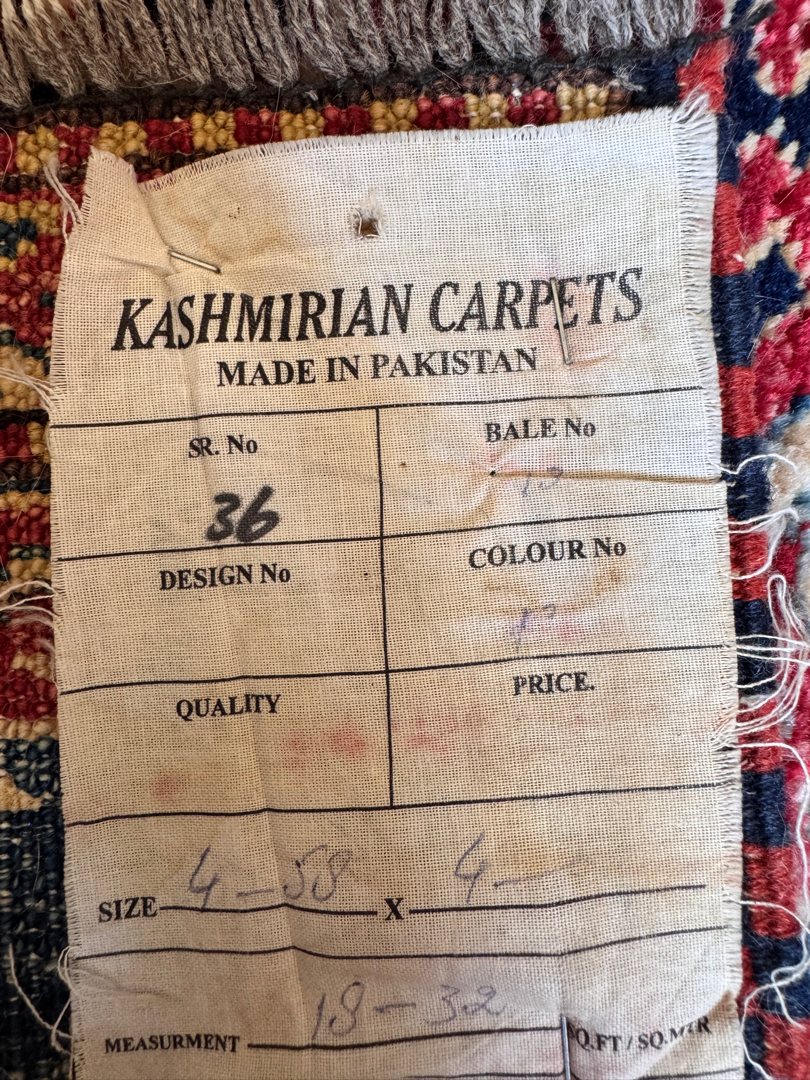 KASHMIRIAN CARPETS
MADE IN PAKISTAN
SR. No
BALE No
36
DESIGN No
COLOUR No
QUALITY
PRICE.
SIZE 4-58 X 4-
MEASURMENT 18-32 SQ.FT / SQ.MTR